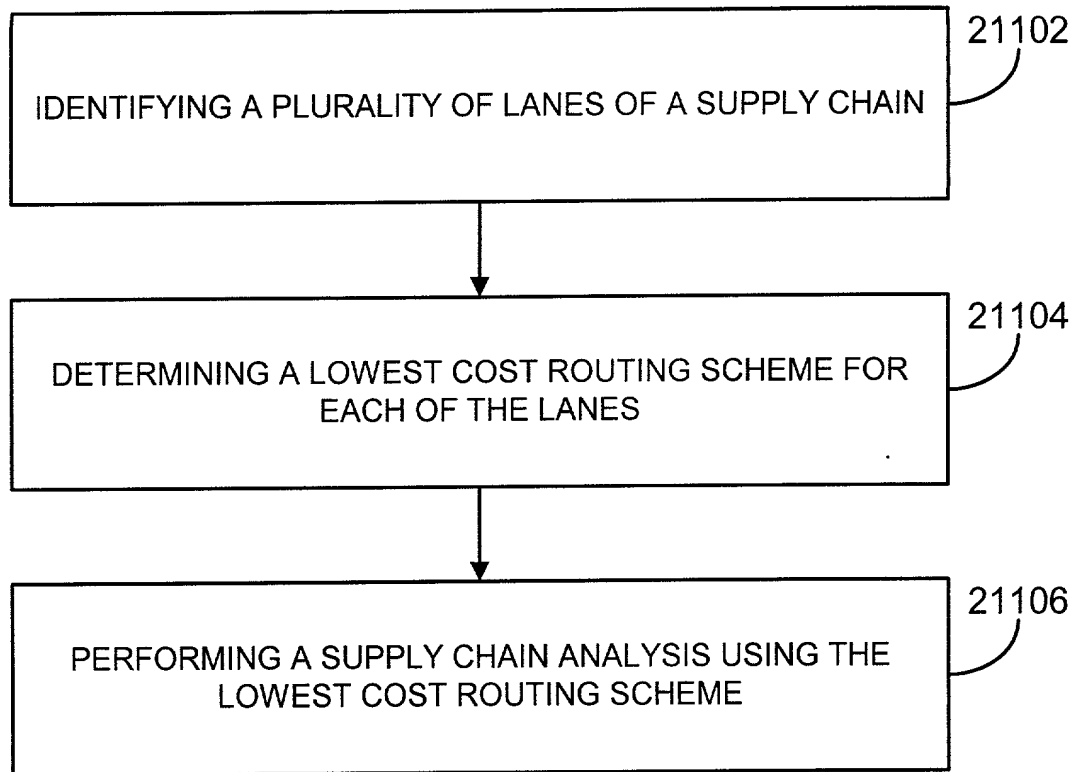 21102
IDENTIFYING A PLURALITY OF LANES OF A SUPPLY CHAIN
21104
DETERMINING A LOWEST COST ROUTING SCHEME FOR
EACH OF THE LANES
21106
PERFORMING A SUPPLY CHAIN ANALYSIS USING THE
LOWEST COST ROUTING SCHEME